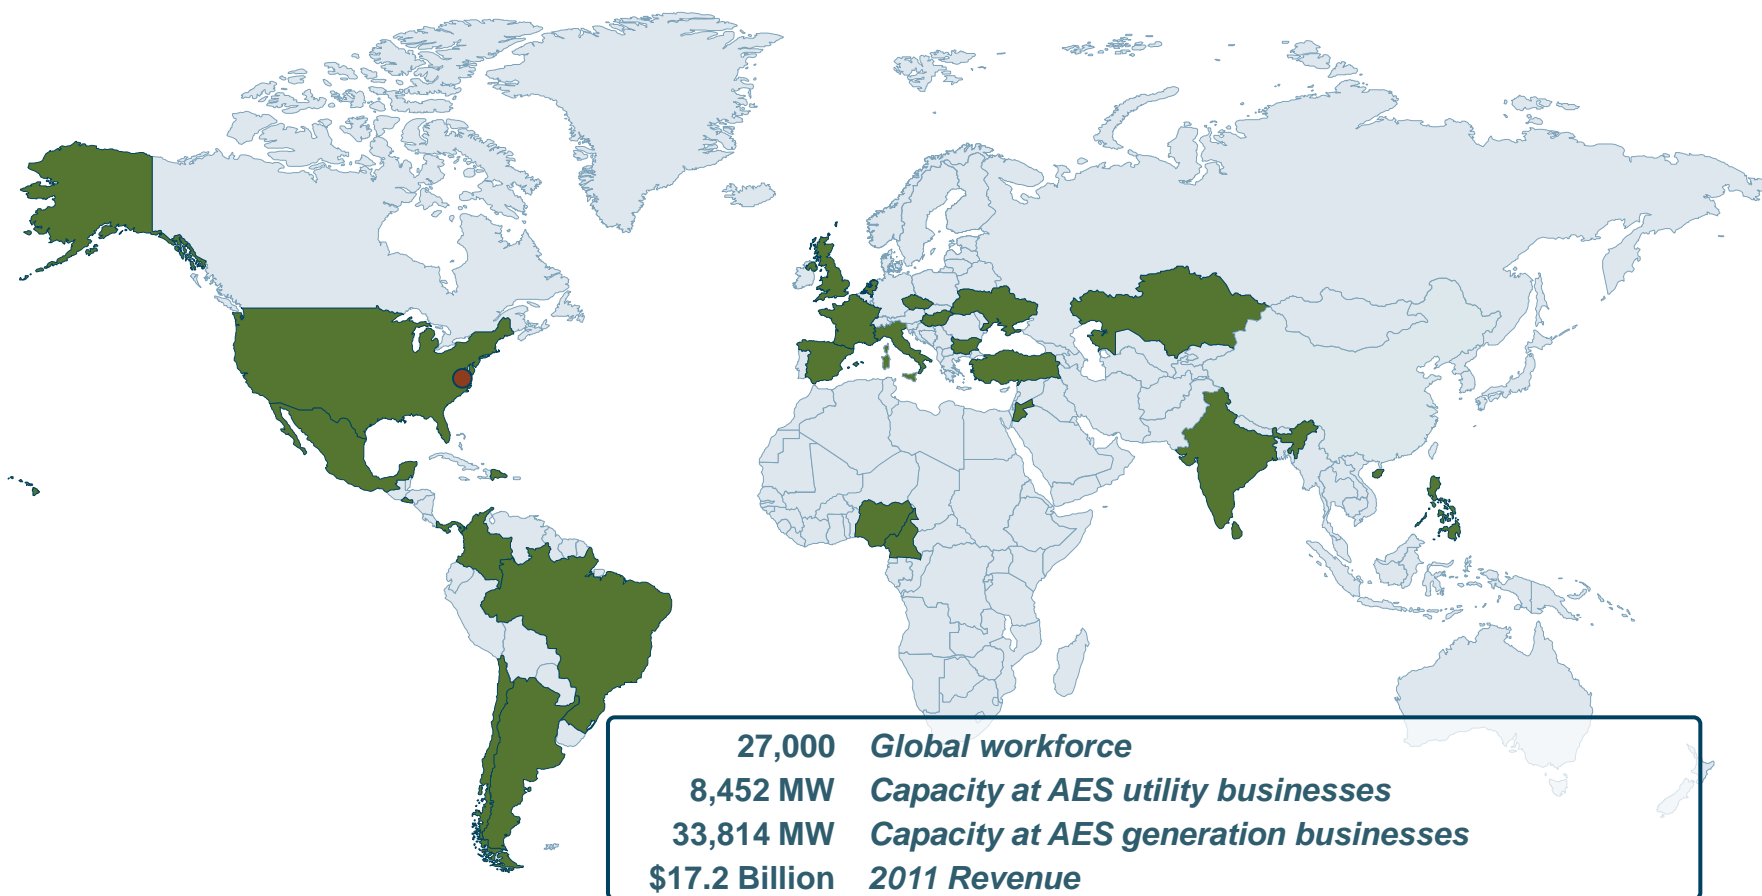 27,000 Global workforce
8,452 MW Capacity at AES utility businesses
33,814 MW Capacity at AES generation businesses
$17.2 Billion 2011 Revenue